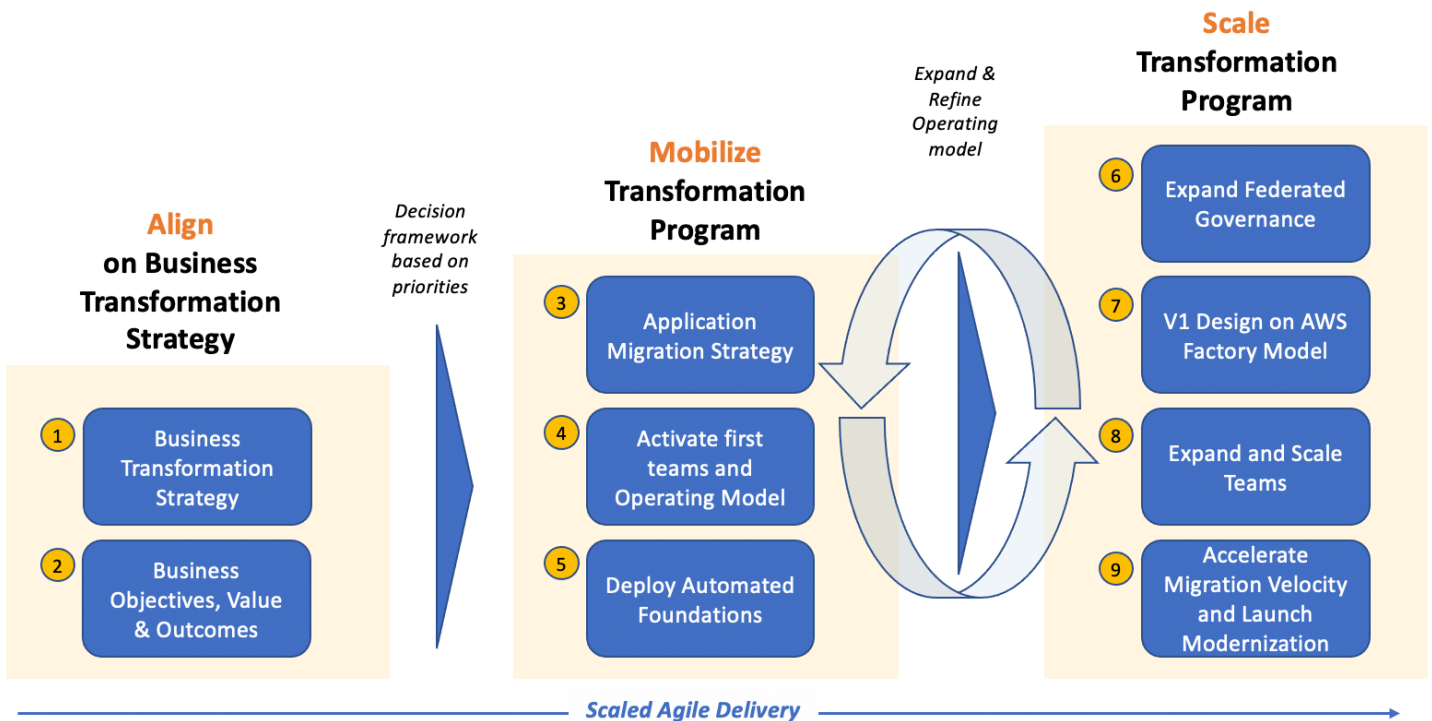 Align
on Business
Transformation
Strategy
1
Business
Transformation
Strategy
2
Business
Objectives, Value
& Outcomes
Decision
framework
based on
priorities
Mobilize
Transformation
Program
3
Application
Migration Strategy
4
Activate first
teams and
Operating Model
5
Deploy Automated
Foundations
Expand &
Refine
Operating
model
Scale
Transformation
Program
6
Expand Federated
Governance
7
V1 Design on AWS
Factory Model
8
Expand and Scale
Teams
9
Accelerate
Migration Velocity
and Launch
Modernization
Scaled Agile Delivery